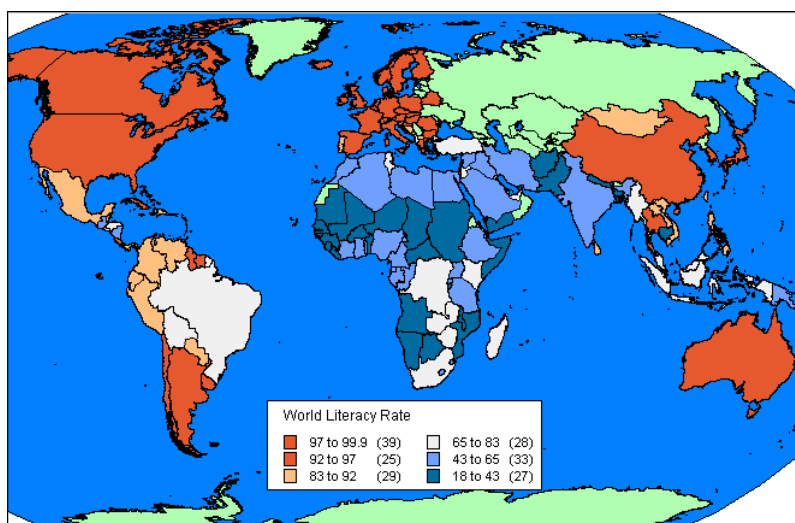 World Literacy Rate
97 to 99.9 (39) 65 to 83 (28)
92 to 97 (25) 43 to 65 (33)
83 to 92 (29) 18 to 43 (27)